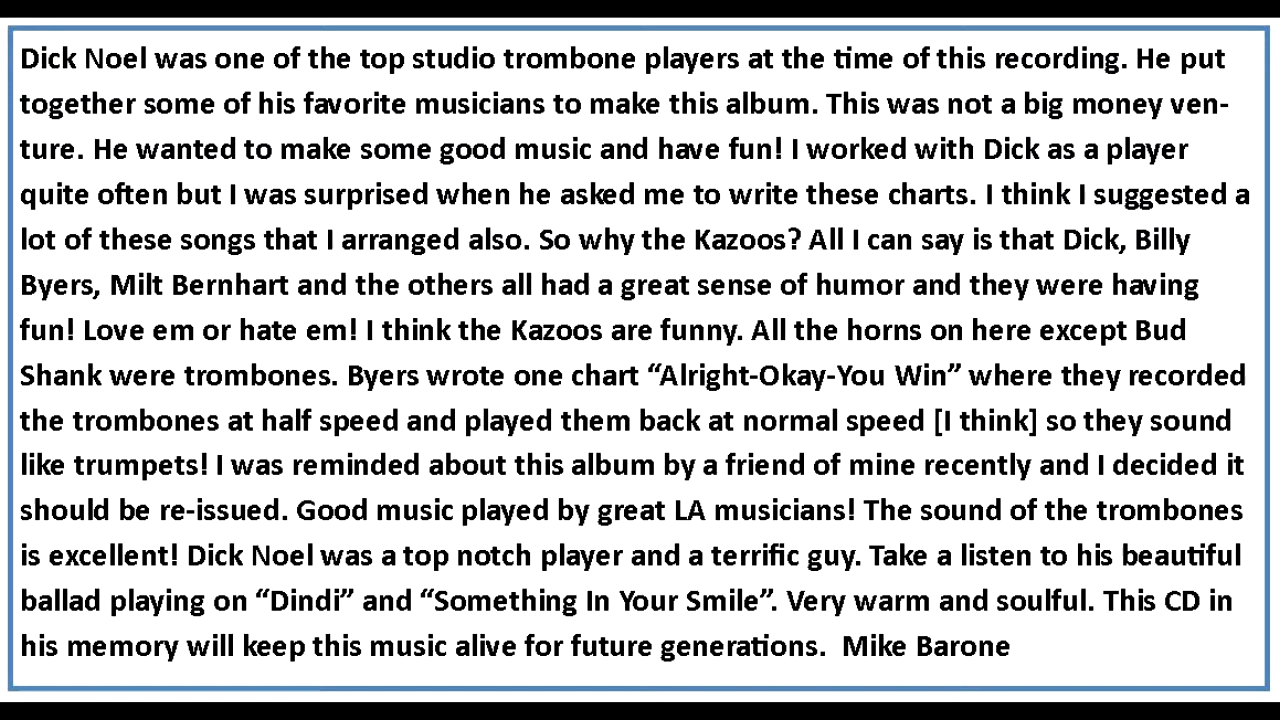 Dick Noel was one of the top studio trombone players at the time of this recording. He put
together some of his favorite musicians to make this album. This was not a big money ven-
ture. He wanted to make some good music and have fun! I worked with Dick as a player
quite often but I was surprised when he asked me to write these charts. I think I suggested a
lot of these songs that I arranged also. So why the Kazoos? All I can say is that Dick, Billy
Byers, Milt Bernhart and the others all had a great sense of humor and they were having
fun! Love em or hate em! I think the Kazoos are funny. All the horns on here except Bud
Shank were trombones. Byers wrote one chart “Alright-Okay-You Win” where they recorded
the trombones at half speed and played them back at normal speed [I think] so they sound
like trumpets! I was reminded about this album by a friend of mine recently and I decided it
should be re-issued. Good music played by great LA musicians! The sound of the trombones
is excellent! Dick Noel was a top notch player and a terrific guy. Take a listen to his beautiful
ballad playing on “Dindi” and “Something In Your Smile”. Very warm and soulful. This CD in
his memory will keep this music alive for future generations.  Mike Barone